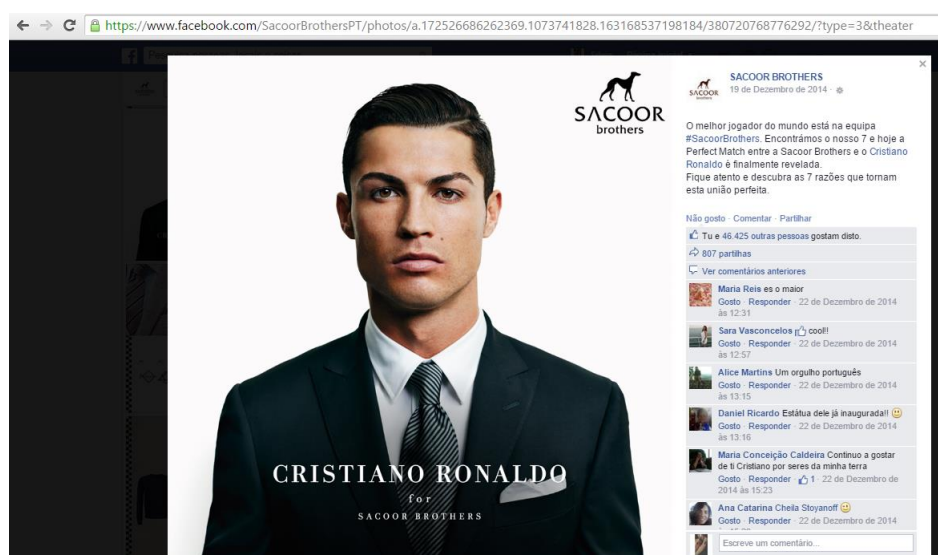 https://www.facebook.com/SacoorBrothersPT/photos/a.172526686262369.1073741828.163168537198184/380720768776292/?type=3&theater
SACOOR
brothers
CRISTIANO RONALDO
for
SACOOR BROTHERS
SACOOR
brothers
SACOOR BROTHERS
19 de Dezembro de 2014 ·
O melhor jogador do mundo está na equipa
#SacoorBrothers. Encontrámos o nosso 7 e hoje a
Perfect Match entre a Sacoor Brothers e o Cristiano
Ronaldo é finalmente revelada.
Fique atento e descubra as 7 razões que tornam
esta união perfeita.
Não gosto · Comentar · Partilhar
Tu e 46.425 outras pessoas gostam disto.
807 partilhas
Ver comentários anteriores
Maria Reis es o maior
Gosto · Responder · 22 de Dezembro de 2014
às 12:31
Sara Vasconcelos cool!!
Gosto · Responder · 22 de Dezembro de 2014
às 12:57
Alice Martins Um orgulho português
Gosto · Responder · 22 de Dezembro de 2014
às 13:15
Daniel Ricardo Estátua dele já inaugurada!!
Gosto · Responder · 22 de Dezembro de 2014
às 13:16
Maria Conceição Caldeira Continuo a gostar
de ti Cristiano por seres da minha terra
Gosto · Responder · 1 · 22 de Dezembro de
2014 às 15:23
Ana Catarina Cheila Stoyanoff
Gosto · Responder · 22 de Dezembro de 2014
Escreve um comentário...